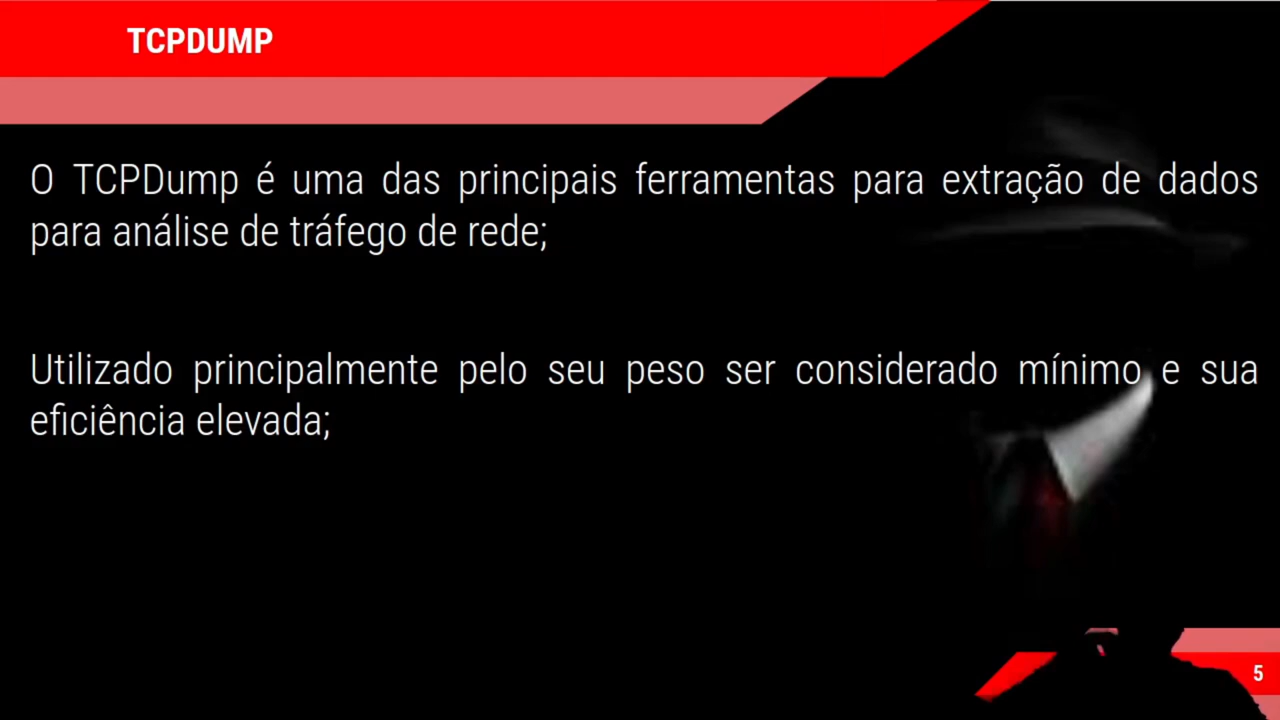 TCPDUMP
O TCPDump é uma das principais ferramentas para extração de dados
para análise de tráfego de rede;
Utilizado principalmente pelo seu peso ser considerado mínimo e sua
eficiência elevada;
5